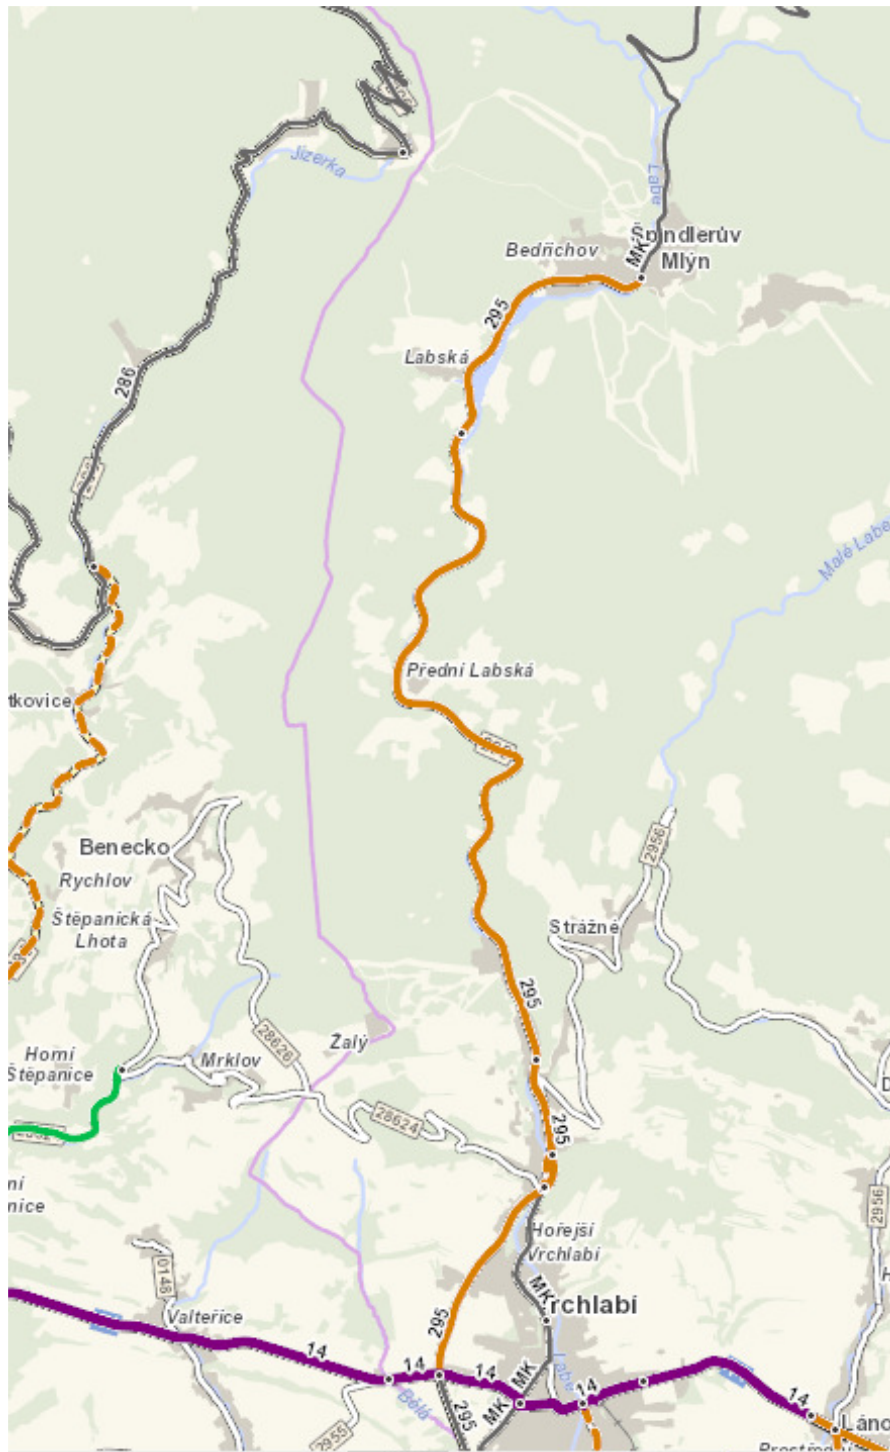 Jizerka
Labe
Špindlerův
Mlýn
MK
Bedřichov
295
Labská
286
Malé Labe
Přední Labská
tkovice
2956
Benecko
Rychlov
Štěpanická
Lhota
Strážné
295
28626
Žalý
Horní
Štěpanice
Mrklov
28624
295
2956
ní
nice
Hořejší
Vrchlabí
0148
MK
rchlabí
Valteřice
295
14
14
14
MK
MK
Labe
14
14
Bělá
295
2955
Láno